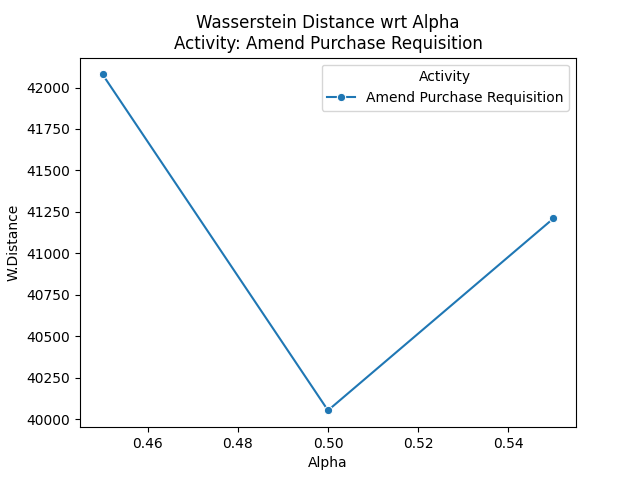 Wasserstein Distance wrt Alpha
Activity: Amend Purchase Requisition
Activity
Amend Purchase Requisition
W.Distance
42000
41750
41500
41250
41000
40750
40500
40250
40000
0.46
0.48
0.50
0.52
0.54
Alpha